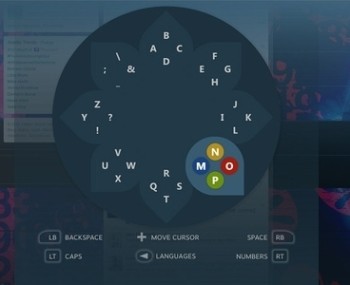 B
A C
D
\
; &
_
F
E G
H
Z
Y ?
!
J
I K
L
V
U W
X
R
Q S
T
N
M O
P
LB BACKSPACE
MOVE CURSOR
SPACE RB
LT CAPS
LANGUAGES
NUMBERS RT